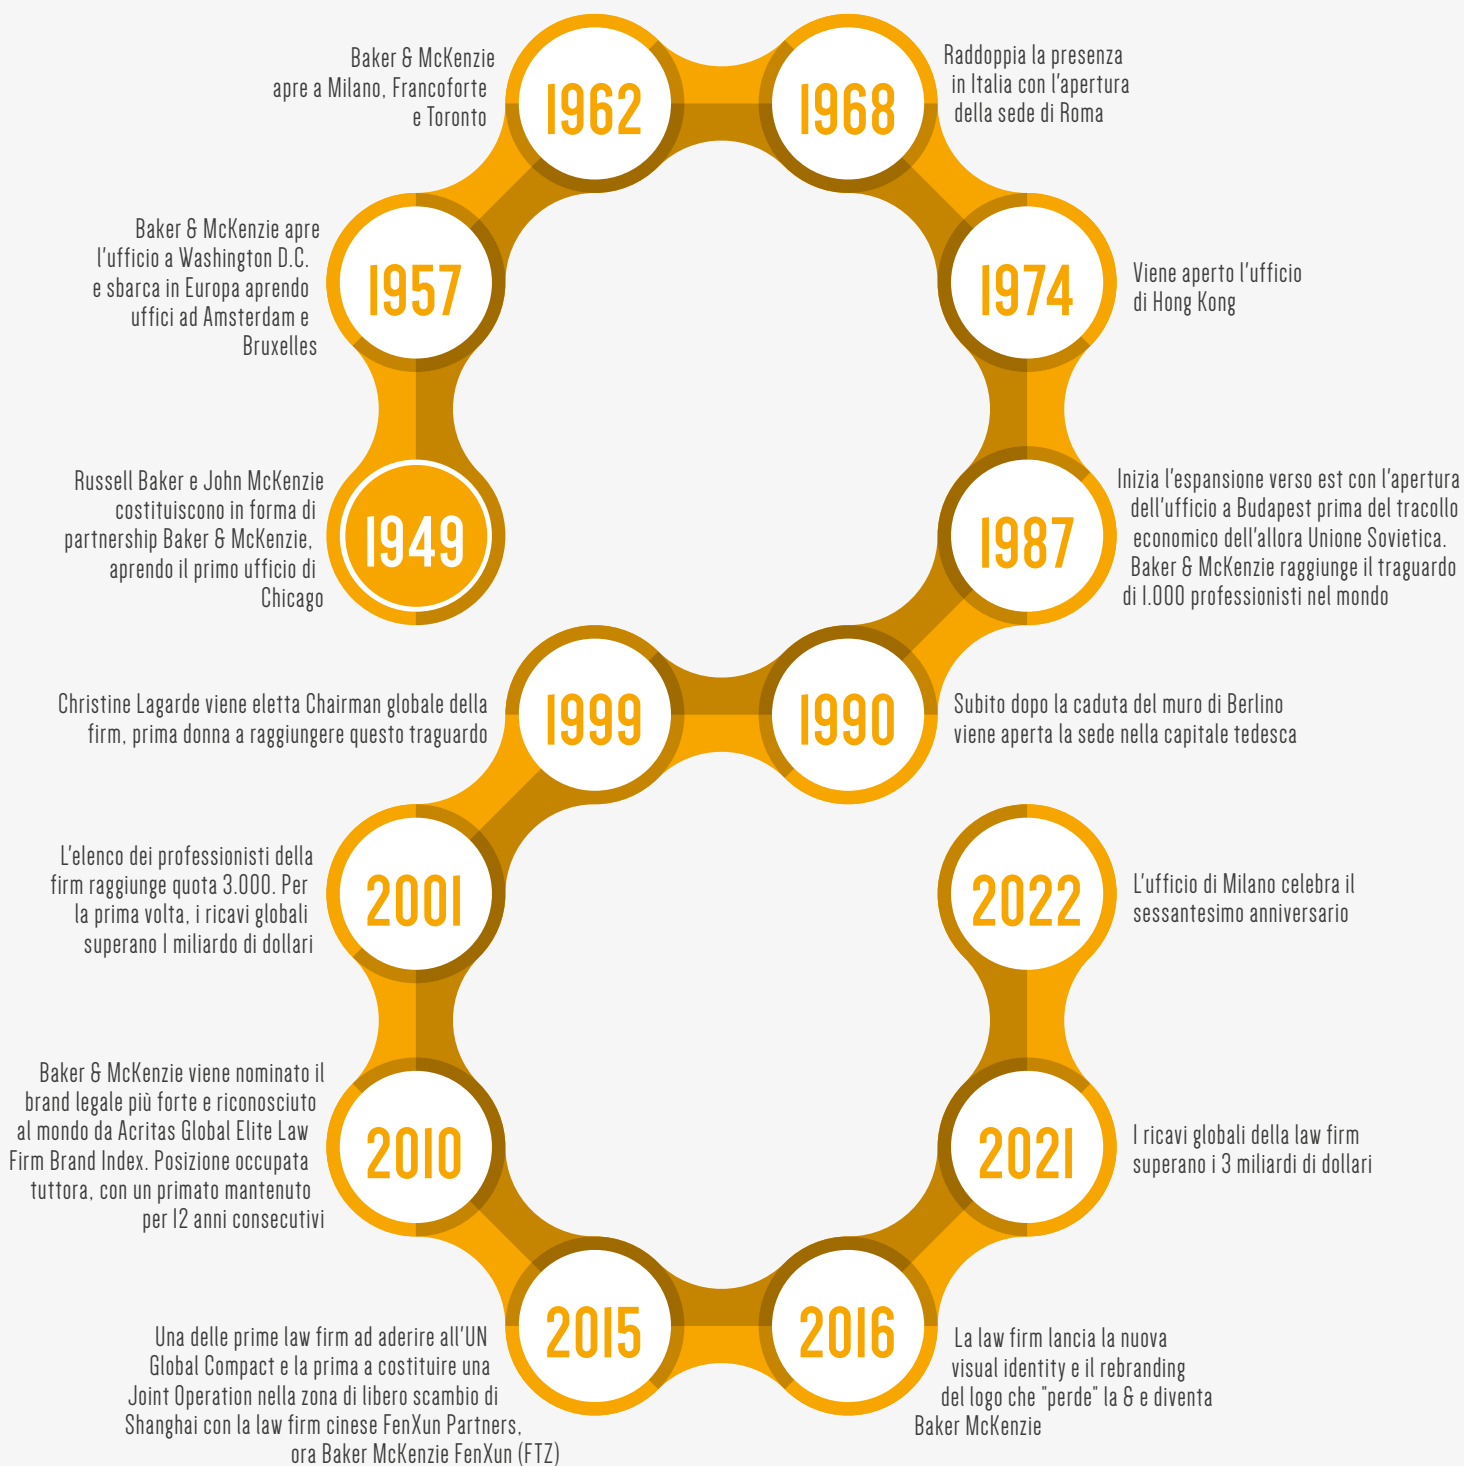 1949
Russell Baker e John McKenzie
costituiscono in forma di
partnership Baker & McKenzie,
aprendo il primo ufficio di
Chicago
1957
Baker & McKenzie apre
l'ufficio a Washington D.C.
e sbarca in Europa aprendo
uffici ad Amsterdam e
Bruxelles
1962
Baker & McKenzie
apre a Milano, Francoforte
e Toronto
1968
Raddoppia la presenza
in Italia con l'apertura
della sede di Roma
1974
Viene aperto l'ufficio
di Hong Kong
1987
Inizia l'espansione verso est con l'apertura
dell'ufficio a Budapest prima del tracollo
economico dell'allora Unione Sovietica.
Baker & McKenzie raggiunge il traguardo
di 1.000 professionisti nel mondo
1990
Subito dopo la caduta del muro di Berlino
viene aperta la sede nella capitale tedesca
1999
Christine Lagarde viene eletta Chairman globale della
firm, prima donna a raggiungere questo traguardo
2001
L'elenco dei professionisti della
firm raggiunge quota 3.000. Per
la prima volta, i ricavi globali
superano 1 miliardo di dollari
2010
Baker & McKenzie viene nominato il
brand legale più forte e riconosciuto
al mondo da Acritas Global Elite Law
Firm Brand Index. Posizione occupata
tuttora, con un primato mantenuto
per 12 anni consecutivi
2015
Una delle prime law firm ad aderire all'UN
Global Compact e la prima a costituire una
Joint Operation nella zona di libero scambio di
Shanghai con la law firm cinese FenXun Partners,
ora Baker McKenzie FenXun (FTZ)
2016
La law firm lancia la nuova
visual identity e il rebranding
del logo che "perde" la & e diventa
Baker McKenzie
2021
I ricavi globali della law firm
superano i 3 miliardi di dollari
2022
L'ufficio di Milano celebra il
sessantesimo anniversario